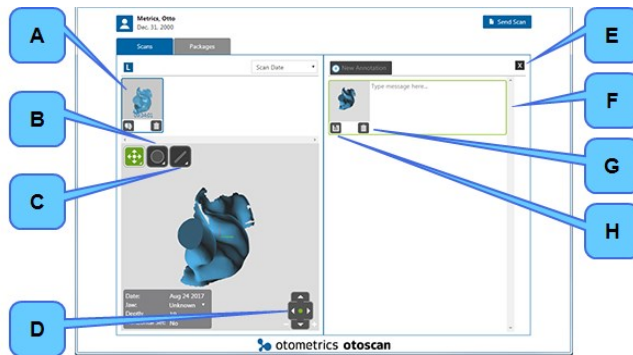 A
B
C
D
E
F
G
H
Metrics, Otto
Dec. 31, 2000
Send Scan
Scans
Packages
L
Scan Date
New Annotation
X
Type message here...
Date: Aug 24 2017
Jaw: Unknown
Depth: 10
No
otometrics otoscan